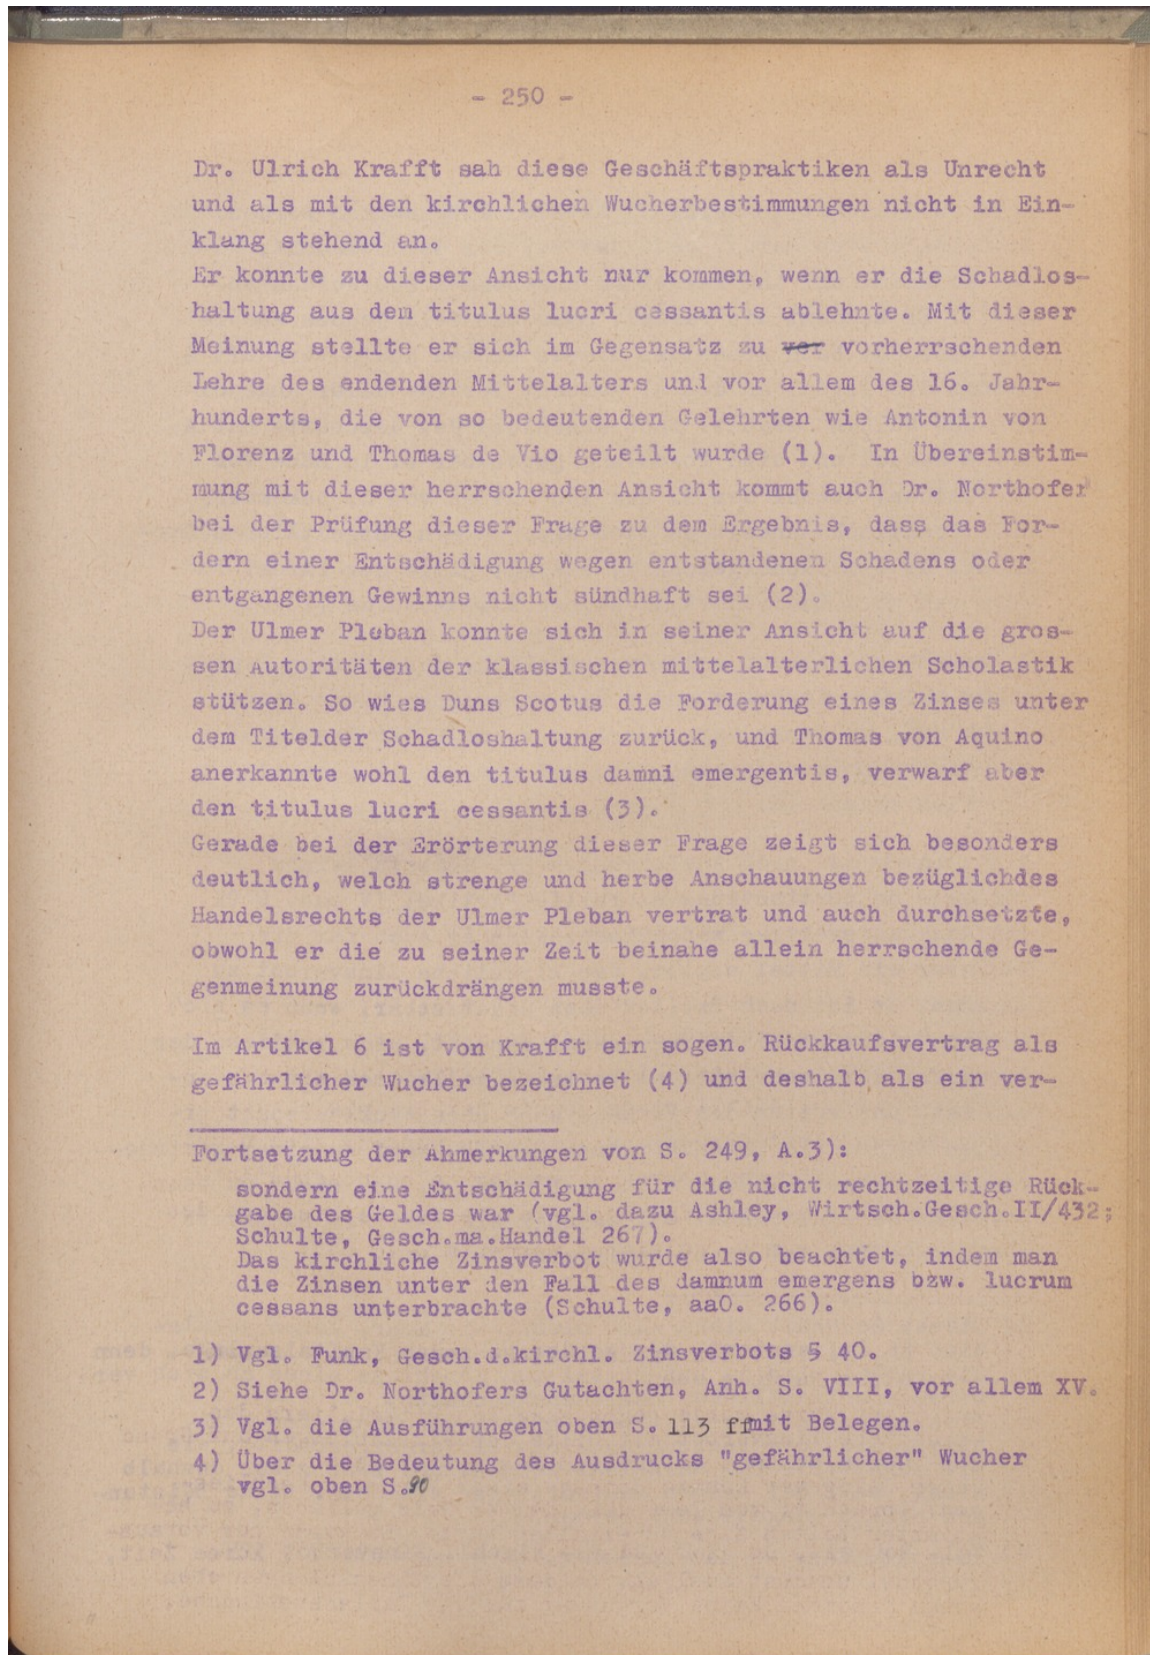 - 250 -
Dr. Ulrich Krafft sah diese Geschäftspraktiken als Unrecht
und als mit den kirchlichen Wucherbestimmungen nicht in Ein-
klang stehend an.
Er konnte zu dieser Ansicht nur kommen, wenn er die Schadlos-
haltung aus dem titulus lucri cessantis ablehnte. Mit dieser
Meinung stellte er sich im Gegensatz zu ver vorherrschenden
Lehre des endenden Mittelalters und vor allem des 16. Jahr-
hunderts, die von so bedeutenden Gelehrten wie Antonin von
Florenz und Thomas de Vio geteilt wurde (1). In Übereinstim-
mung mit dieser herrschenden Ansicht kommt auch Dr. Northofer
bei der Prüfung dieser Frage zu dem Ergebnis, dass das For-
dern einer Entschädigung wegen entstandenen Schadens oder
entgangenen Gewinns nicht sündhaft sei (2).
Der Ulmer Pleban konnte sich in seiner Ansicht auf die gros-
sen Autoritäten der klassischen mittelalterlichen Scholastik
stützen. So wies Duns Scotus die Forderung eines Zinses unter
dem Titelder Schadloshaltung zurück, und Thomas von Aquino
anerkannte wohl den titulus damni emergentis, verwarf aber
den titulus lucri cessantis (3).
Gerade bei der Erörterung dieser Frage zeigt sich besonders
deutlich, welch strenge und herbe Anschauungen bezüglichdes
Handelsrechts der Ulmer Pleban vertrat und auch durchsetzte,
obwohl er die zu seiner Zeit beinahe allein herrschende Ge-
genmeinung zurückdrängen musste.
Im Artikel 6 ist von Krafft ein sogen. Rückkaufsvertrag als
gefährlicher Wucher bezeichnet (4) und deshalb als ein ver-
Fortsetzung der Ahmerkungen von S. 249, A.3):
sondern eine Entschädigung für die nicht rechtzeitige Rück-
gabe des Geldes war (vgl. dazu Ashley, Wirtsch.Gesch.II/432;
Schulte, Gesch.ma.Handel 267).
Das kirchliche Zinsverbot wurde also beachtet, indem man
die Zinsen unter den Fall des damnum emergens bzw. lucrum
cessans unterbrachte (Schulte, aaO. 266).
1) Vgl. Funk, Gesch.d.kirchl. Zinsverbots § 40.
2) Siehe Dr. Northofers Gutachten, Anh. S. VIII, vor allem XV.
3) Vgl. die Ausführungen oben S. 113 ffmit Belegen.
4) Über die Bedeutung des Ausdrucks "gefährlicher" Wucher
vgl. oben S.90